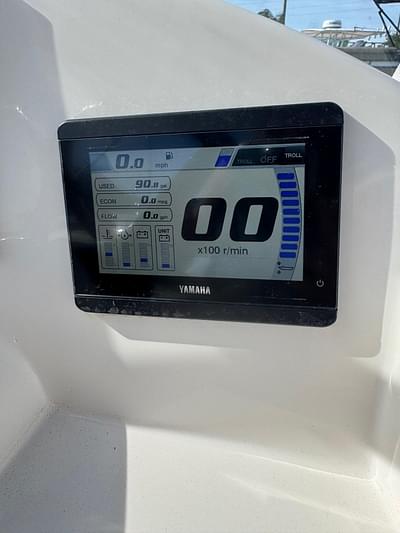 0.0 mph
TROLL OFF TROLL
USED 90.0 gal
ECON 0.0 mpg
FLOW 0.0 gph
UNIT
00
x100 r/min
YAMAHA